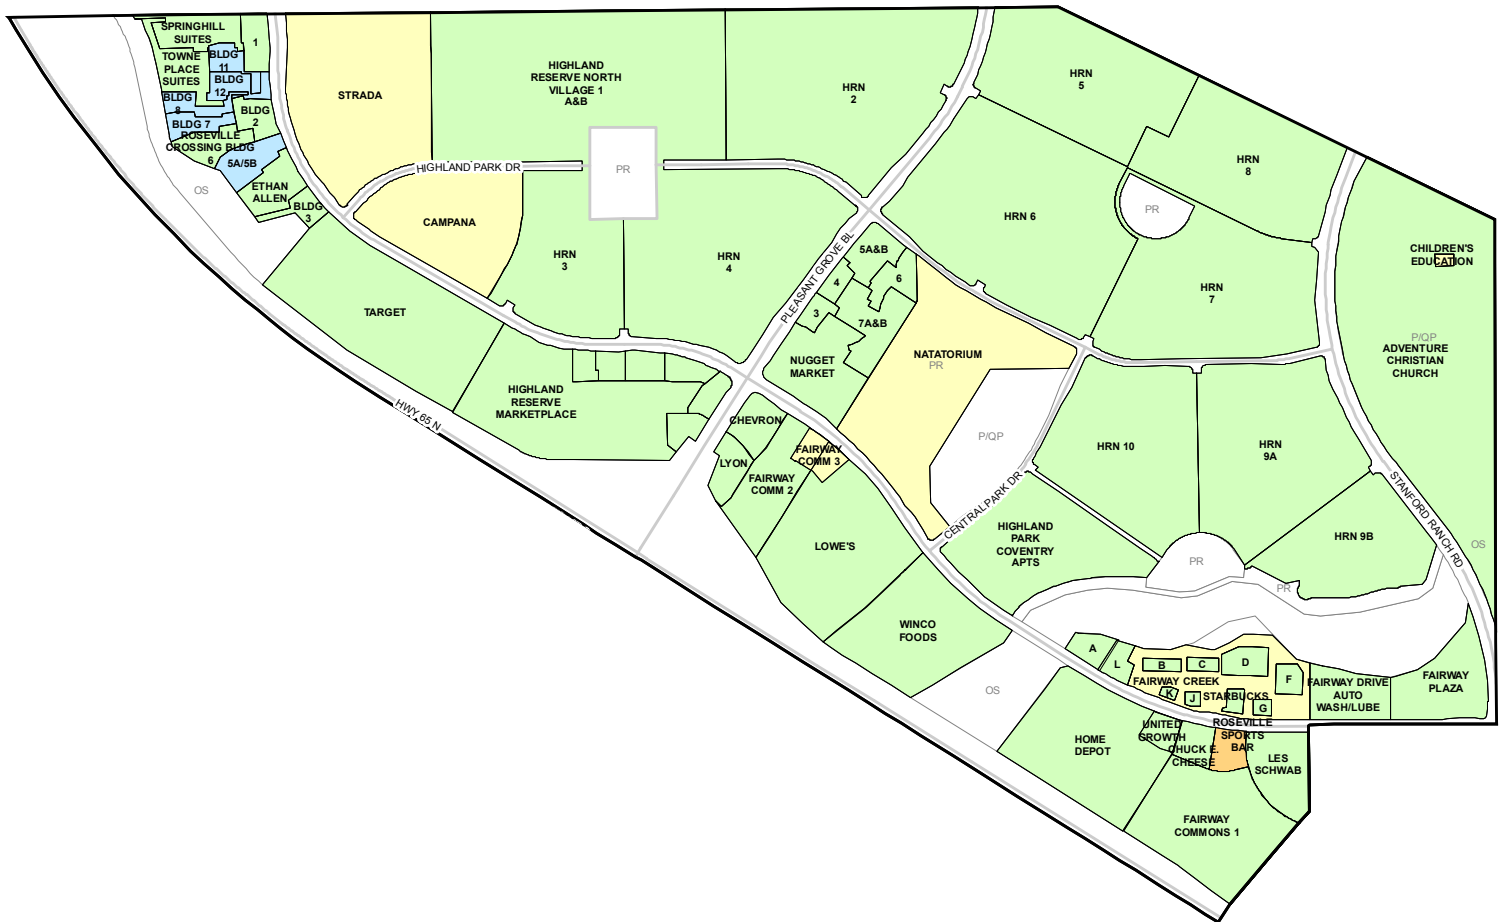 SPRINGHILL
SUITES
1
TOWNE
PLACE
SUITES
BLDG
11
BLDG
12
BLDG
8
BLDG
2
BLDG 7
ROSEVILLE
CROSSING BLDG
6
5A/5B
OS
ETHAN
ALLEN
BLDG
3
STRADA
HIGHLAND
RESERVE NORTH
VILLAGE 1
A&B
HRN
2
HRN
5
HRN
8
HIGHLAND PARK DR
PR
CAMPANA
HRN
3
HRN
4
HRN 6
PR
HRN
7
CHILDREN'S
EDUCATION
P/QP
ADVENTURE
CHRISTIAN
CHURCH
PLEASANT GROVE BL
5A&B
4
6
3
7A&B
NUGGET
MARKET
NATATORIUM
PR
TARGET
HIGHLAND
RESERVE
MARKETPLACE
HWY 65 N
CHEVRON
LYON
FAIRWAY
COMM 3
FAIRWAY
COMM 2
LOWE'S
P/QP
CENTRAL PARK DR
HRN 10
HRN
9A
STANFORD RANCH RD
HRN 9B
OS
HIGHLAND
PARK
COVENTRY
APTS
PR
PR
WINCO
FOODS
OS
A
L
B
C
D
F
FAIRWAY CREEK
K
J
STARBUCKS
G
FAIRWAY DRIVE
AUTO
WASH/LUBE
FAIRWAY
PLAZA
HOME
DEPOT
UNITED
GROWTH
CHUCK E.
CHEESE
ROSEVILLE
SPORTS
BAR
LES
SCHWAB
FAIRWAY
COMMONS 1